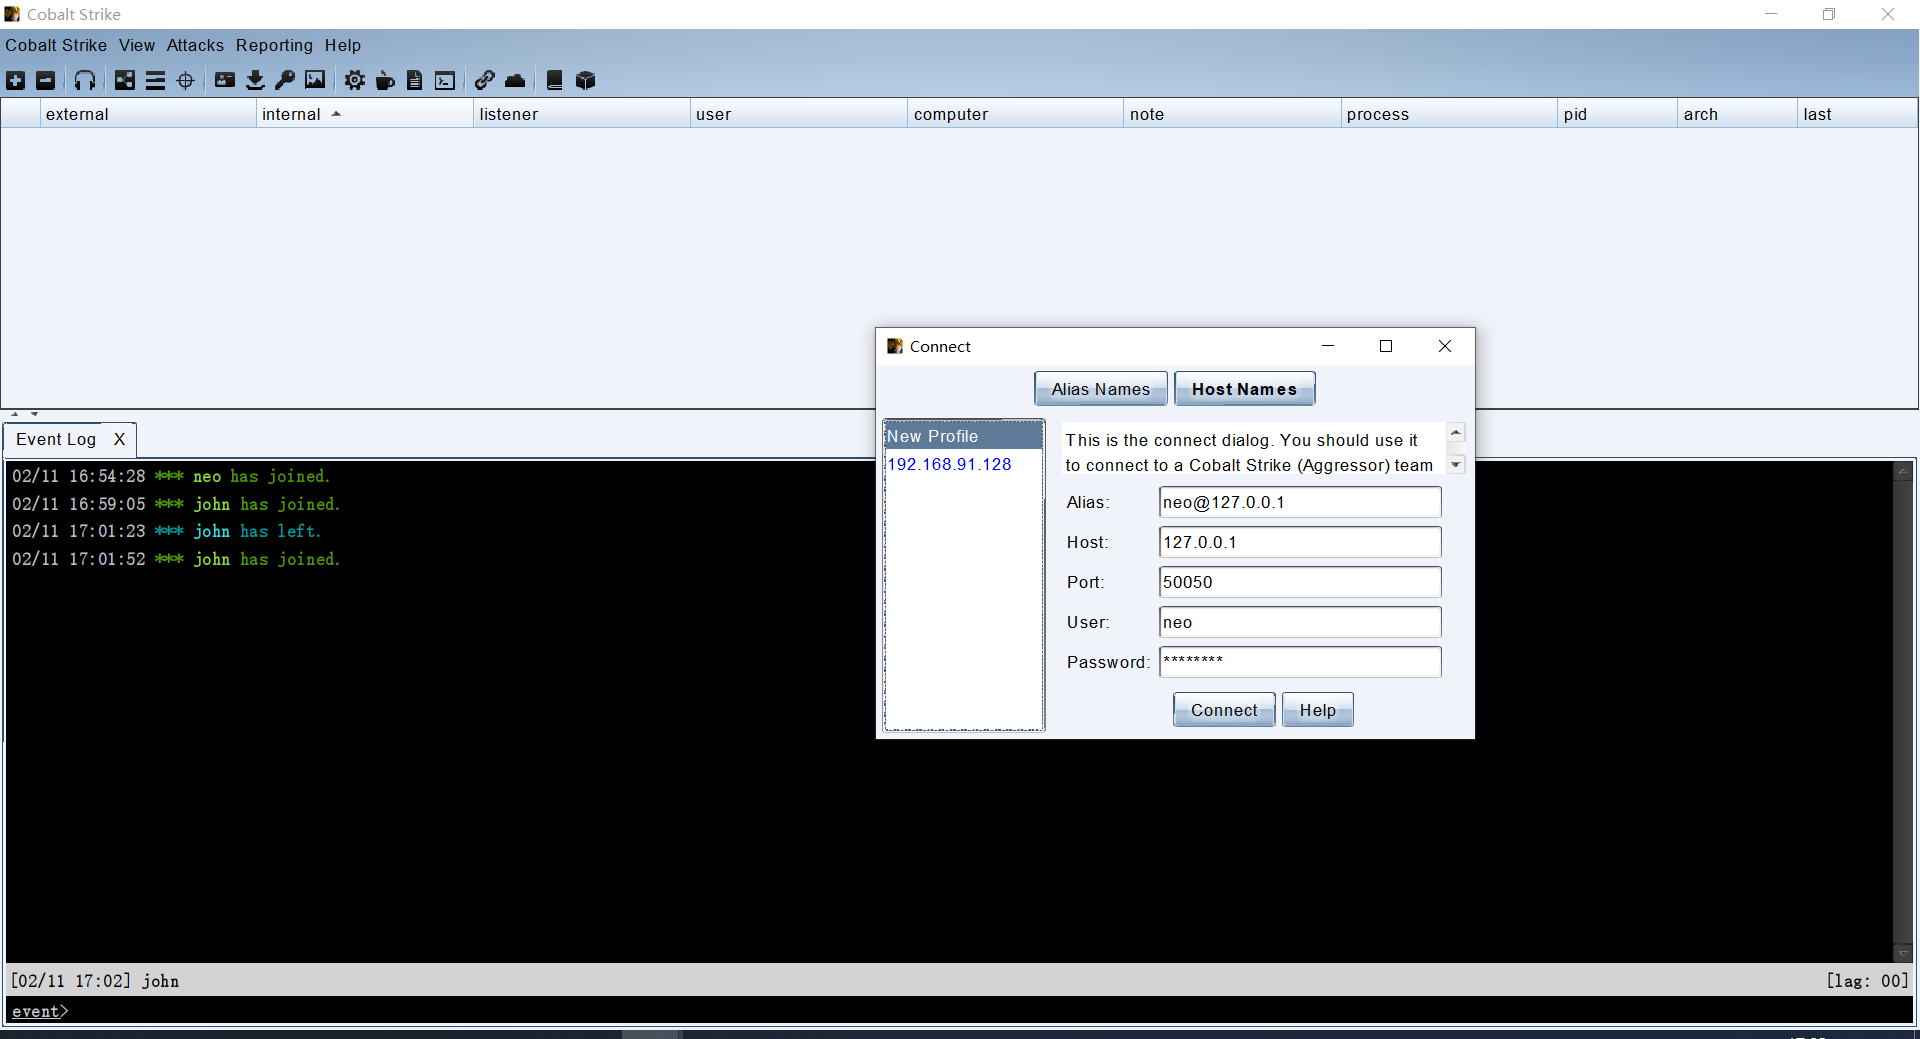 Cobalt Strike
Cobalt Strike View Attacks Reporting Help
external internal listener user computer note process pid arch last
Connect
Alias Names Host Names
New Profile
192.168.91.128
This is the connect dialog. You should use it
to connect to a Cobalt Strike (Aggressor) team
Alias: neo@127.0.0.1
Host: 127.0.0.1
Port: 50050
User: neo
Password: ********
Connect Help
Event Log X
02/11 16:54:28 *** neo has joined.
02/11 16:59:05 *** john has joined.
02/11 17:01:23 *** john has left.
02/11 17:01:52 *** john has joined.
[02/11 17:02] john [lag: 00]
event>